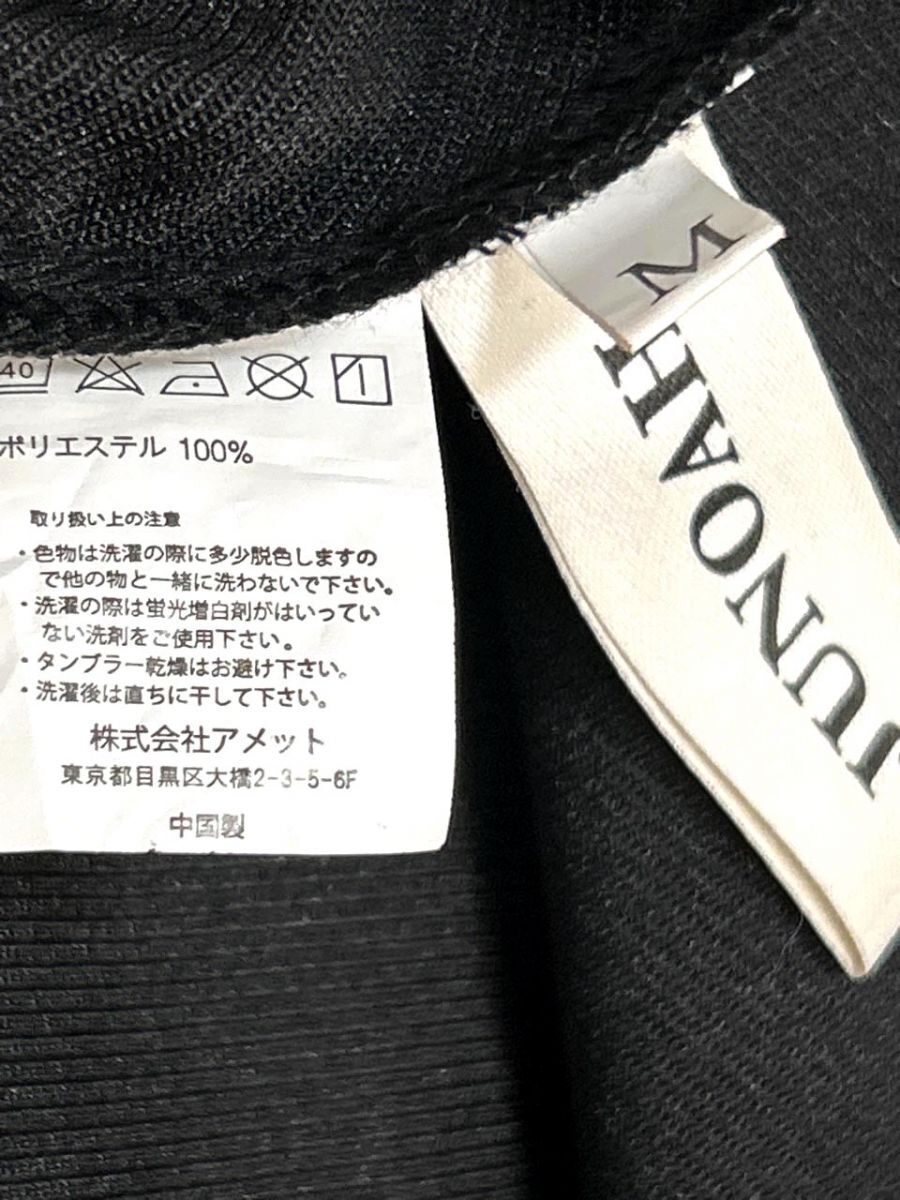 M
JUNOAH
40
ポリエステル 100%
取り扱い上の注意
・色物は洗濯の際に多少脱色しますの
で他の物と一緒に洗わないで下さい。
・洗濯の際は蛍光増白剤がはいってい
ない洗剤をご使用下さい。
・タンブラー乾燥はお避け下さい。
・洗濯後は直ちに干して下さい。
株式会社アメット
東京都目黒区大橋2-3-5-6F
中国製